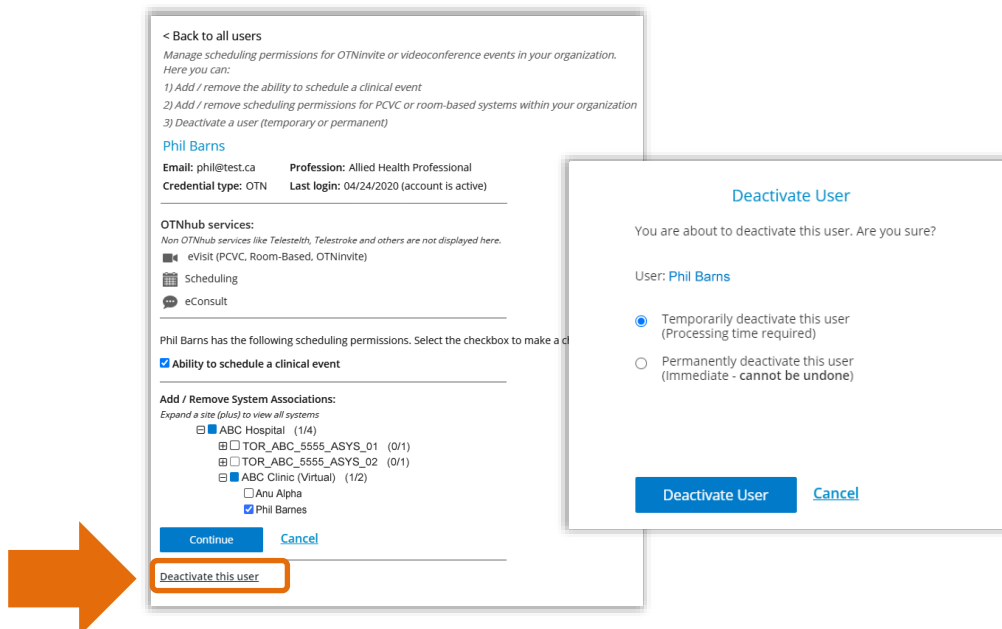 < Back to all users
Manage scheduling permissions for OTNinvite or videoconference events in your organization.
Here you can:
1) Add / remove the ability to schedule a clinical event
2) Add / remove scheduling permissions for PCVC or room-based systems within your organization
3) Deactivate a user (temporary or permanent)
Phil Barns
Email: phil@test.ca Profession: Allied Health Professional
Credential type: OTN Last login: 04/24/2020 (account is active)
OTNhub services:
Non OTNhub services like Telestelth, Telestroke and others are not displayed here.
eVisit (PCVC, Room-Based, OTNinvite)
Scheduling
eConsult
Phil Barns has the following scheduling permissions. Select the checkbox to make a
Ability to schedule a clinical event
Add / Remove System Associations:
Expand a site (plus) to view all systems
ABC Hospital (1/4)
TOR_ABC_5555_ASYS_01 (0/1)
TOR_ABC_5555_ASYS_02 (0/1)
ABC Clinic (Virtual) (1/2)
Anu Alpha
Phil Barnes
Continue Cancel
Deactivate this user
Deactivate User
You are about to deactivate this user. Are you sure?
User: Phil Barns
Temporarily deactivate this user
(Processing time required)
Permanently deactivate this user
(Immediate - cannot be undone)
Deactivate User Cancel